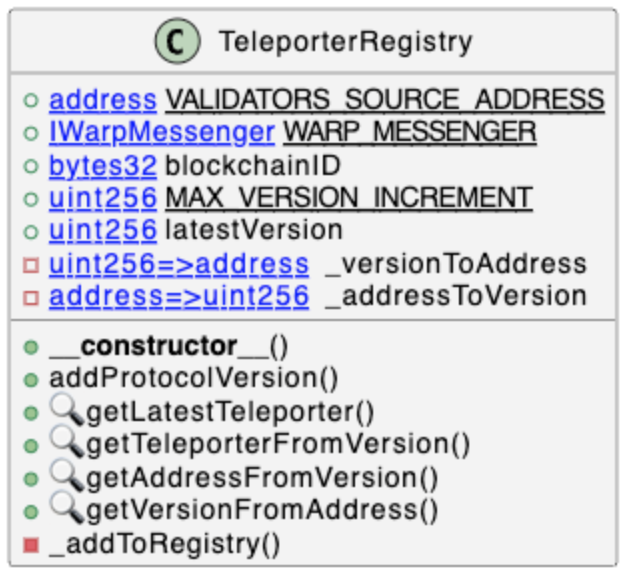 C TeleporterRegistry
address VALIDATORS_SOURCE_ADDRESS
IWarpMessenger WARP_MESSENGER
bytes32 blockchainID
uint256 MAX_VERSION_INCREMENT
uint256 latestVersion
uint256=>address _versionToAddress
address=>uint256 _addressToVersion
__constructor__()
addProtocolVersion()
🔍getLatestTeleporter()
🔍getTeleporterFromVersion()
🔍getAddressFromVersion()
🔍getVersionFromAddress()
_addToRegistry()